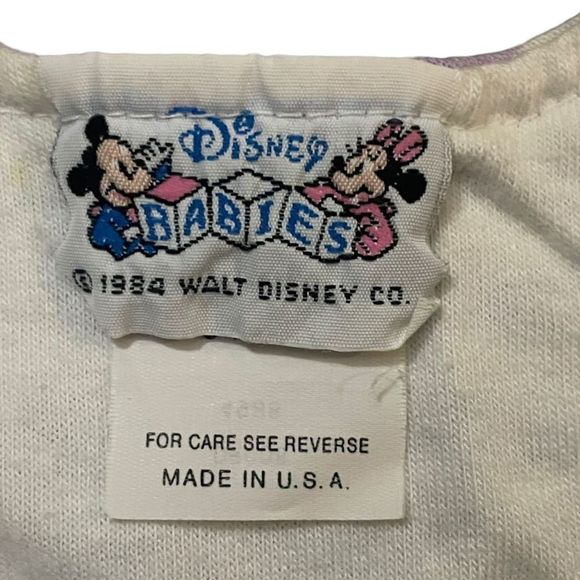 Disney
BABIES
© 1984 WALT DISNEY CO.
FOR CARE SEE REVERSE
MADE IN U.S.A.